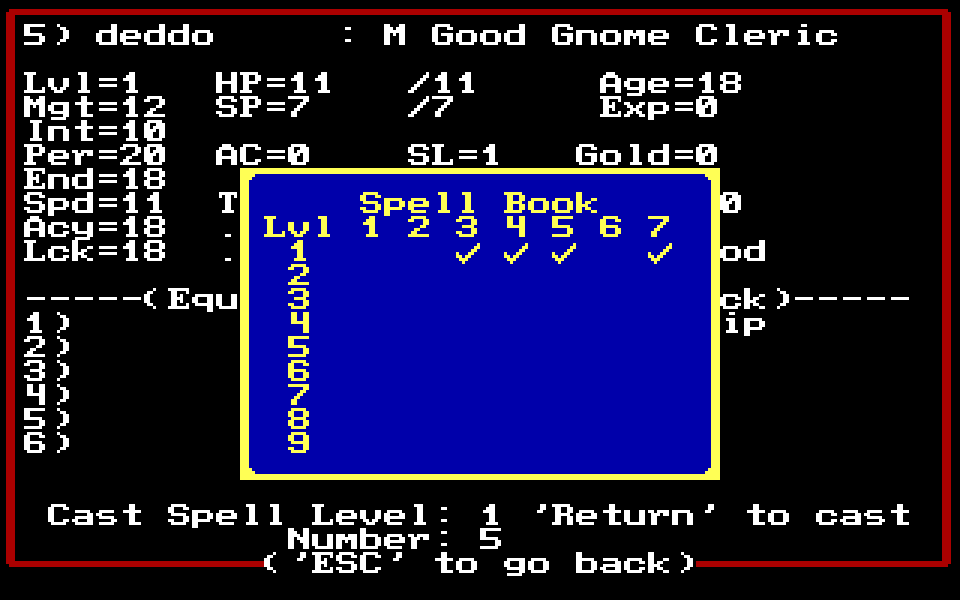 5) deddo : M Good Gnome Cleric
Lvl=1 HP=11 /11 Age=18
Mgt=12 SP=7 /7 Exp=0
Int=10
Per=20 AC=0 SL=1 Gold=0
End=18
Spd=11 T 0
Acy=18 .
Lck=18 . od
Spell Book
Lvl 1 2 3 4 5 6 7
1 ✓ ✓ ✓ ✓
2
3
4
5
6
7
8
9
-----(Equ ck)-----
1) ip
2)
3)
4)
5)
6)
Cast Spell Level: 1 'Return' to cast
Number: 5
('ESC' to go back)